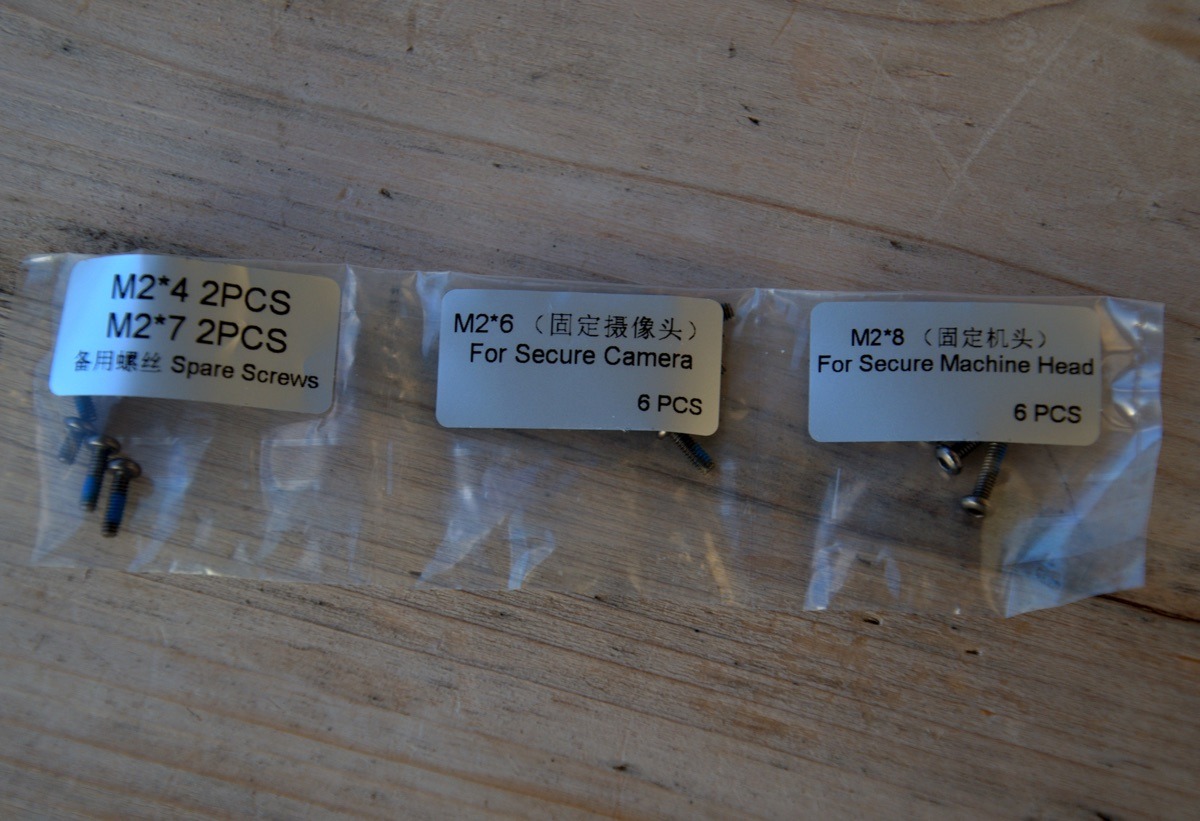 M2*4 2PCS
M2*7 2PCS
备用螺丝 Spare Screws
M2*6 （固定摄像头）
For Secure Camera
6 PCS
M2*8 （固定机头）
For Secure Machine Head
6 PCS